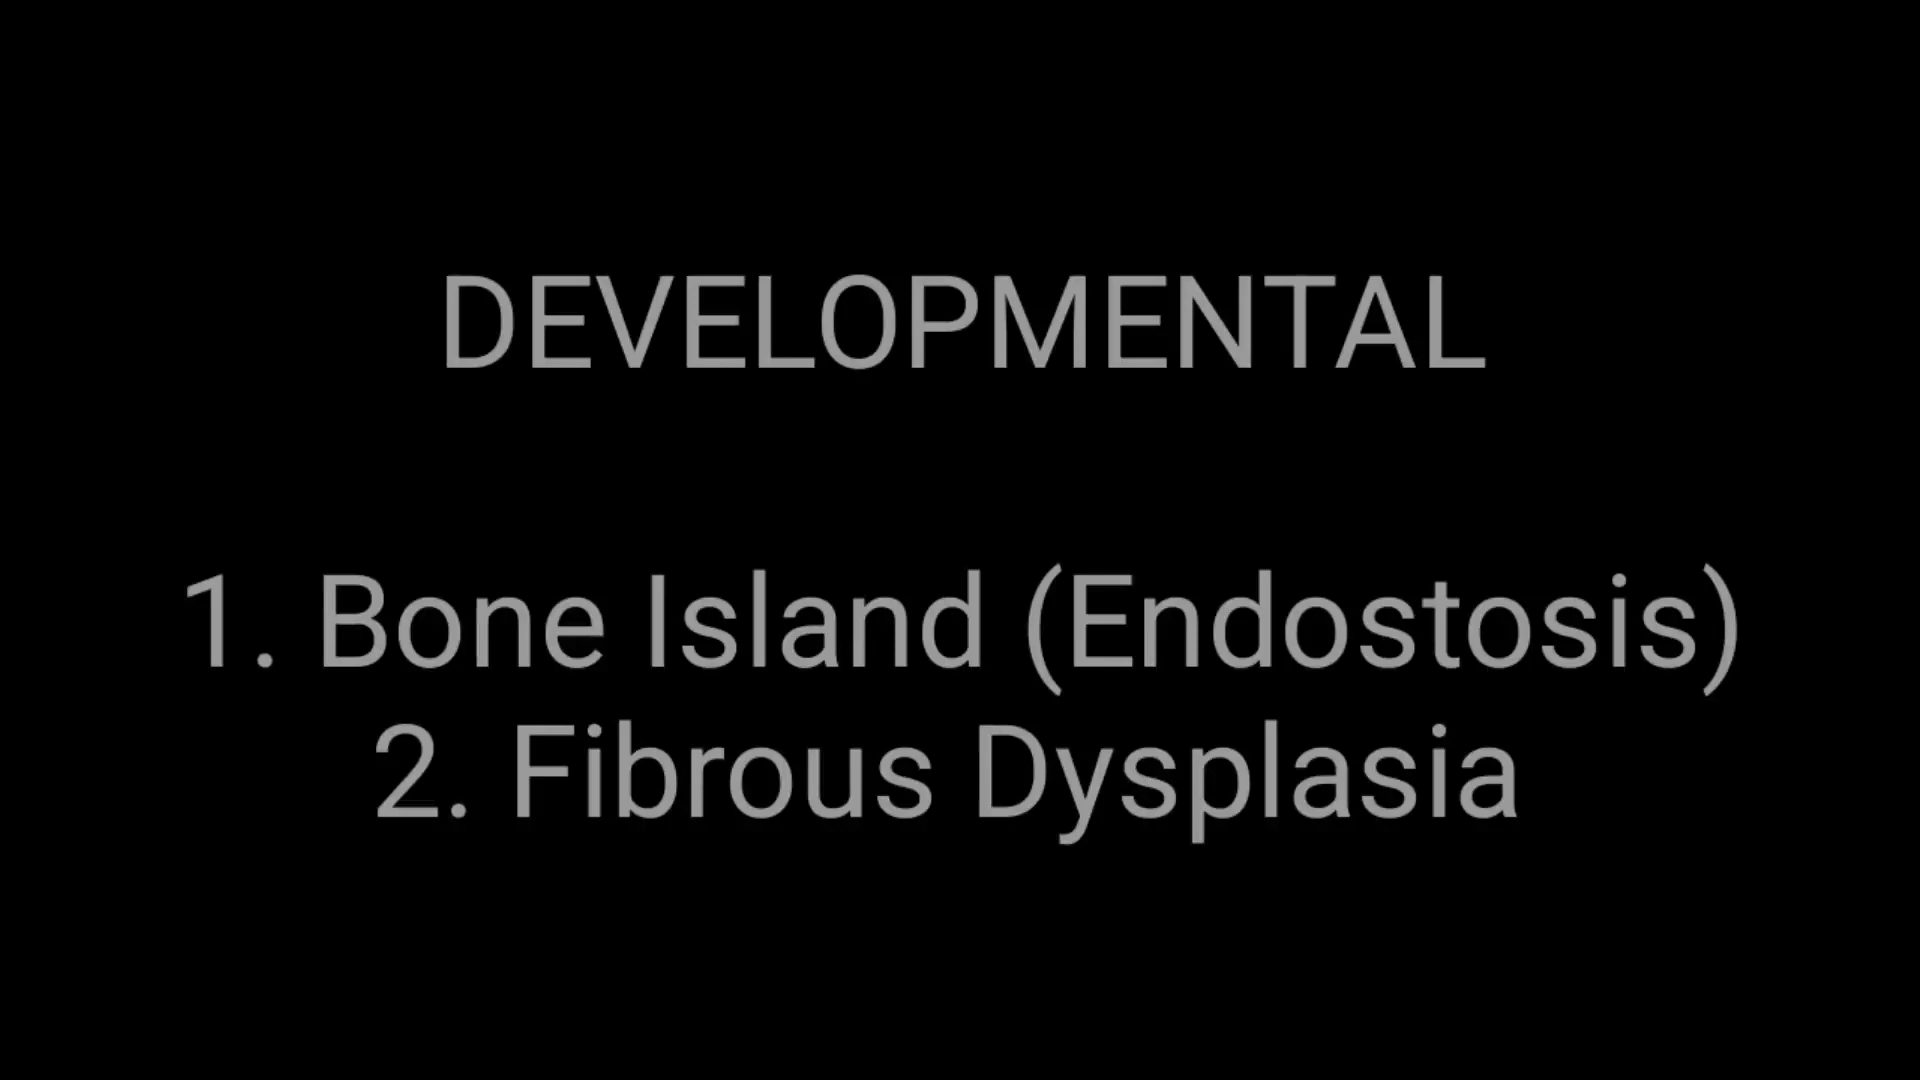 DEVELOPMENTAL
1. Bone Island (Endostosis)
2. Fibrous Dysplasia